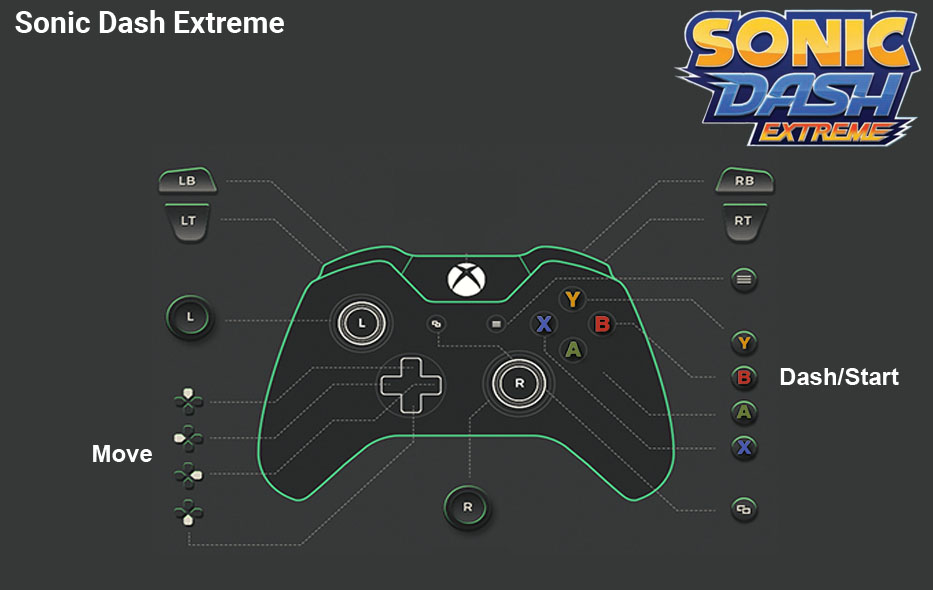 Sonic Dash Extreme
SONIC
DASH
EXTREME
LB
RB
LT
RT
Y
L
L
X
B
Y
A
R
B
Dash/Start
A
Move
X
R